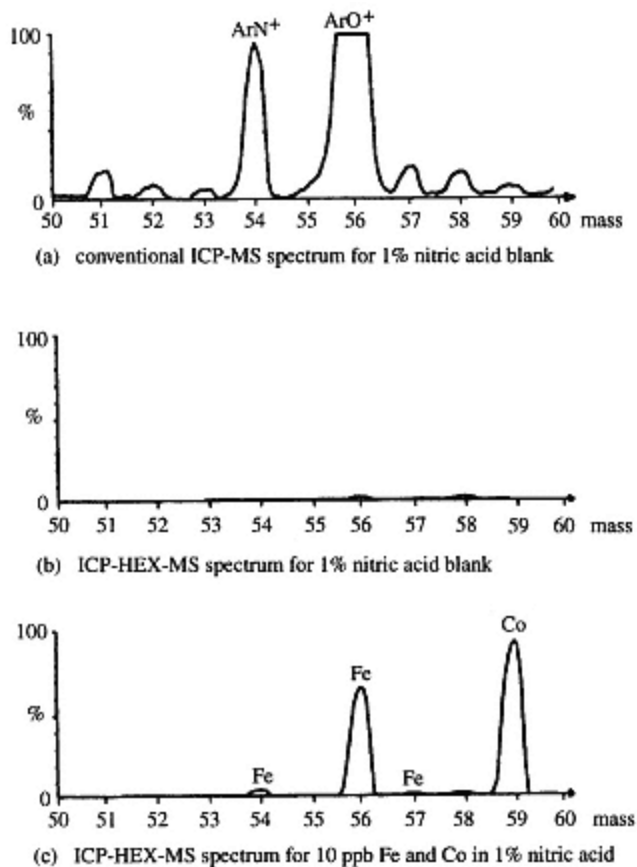 ArN+ ArO+
100
%
0
50 51 52 53 54 55 56 57 58 59 60 mass
(a) conventional ICP-MS spectrum for 1% nitric acid blank
100
%
0
50 51 52 53 54 55 56 57 58 59 60 mass
(b) ICP-HEX-MS spectrum for 1% nitric acid blank
100
Co
Fe
%
Fe Fe
0
50 51 52 53 54 55 56 57 58 59 60 mass
(c) ICP-HEX-MS spectrum for 10 ppb Fe and Co in 1% nitric acid